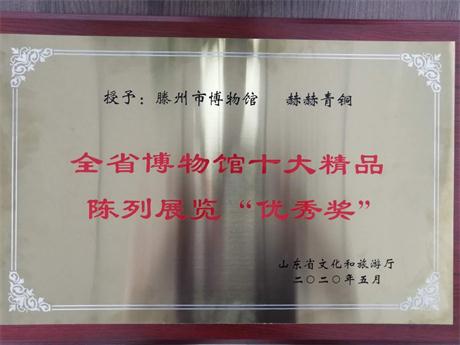 授予：滕州市博物馆 赫赫青铜
全省博物馆十大精品
陈列展览“优秀奖”
山东省文化和旅游厅
二〇二〇年五月